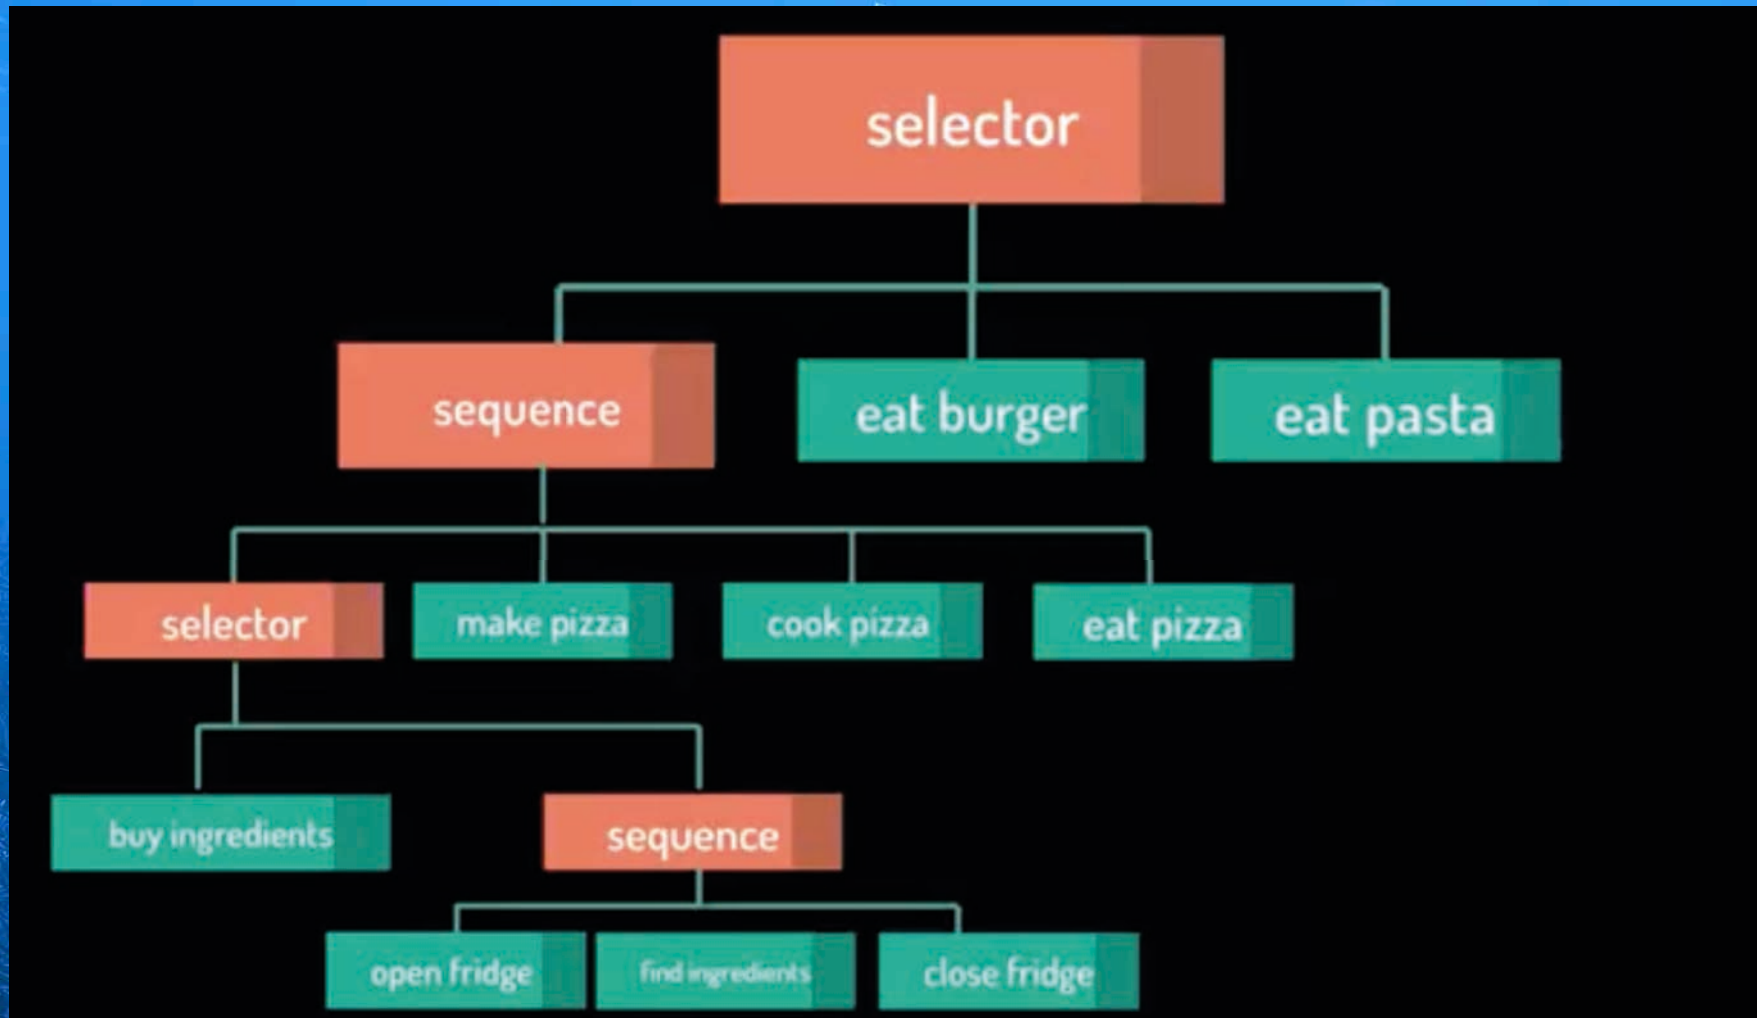 selector
sequence
eat burger
eat pasta
selector
make pizza
cook pizza
eat pizza
buy ingredients
sequence
open fridge
find ingredients
close fridge